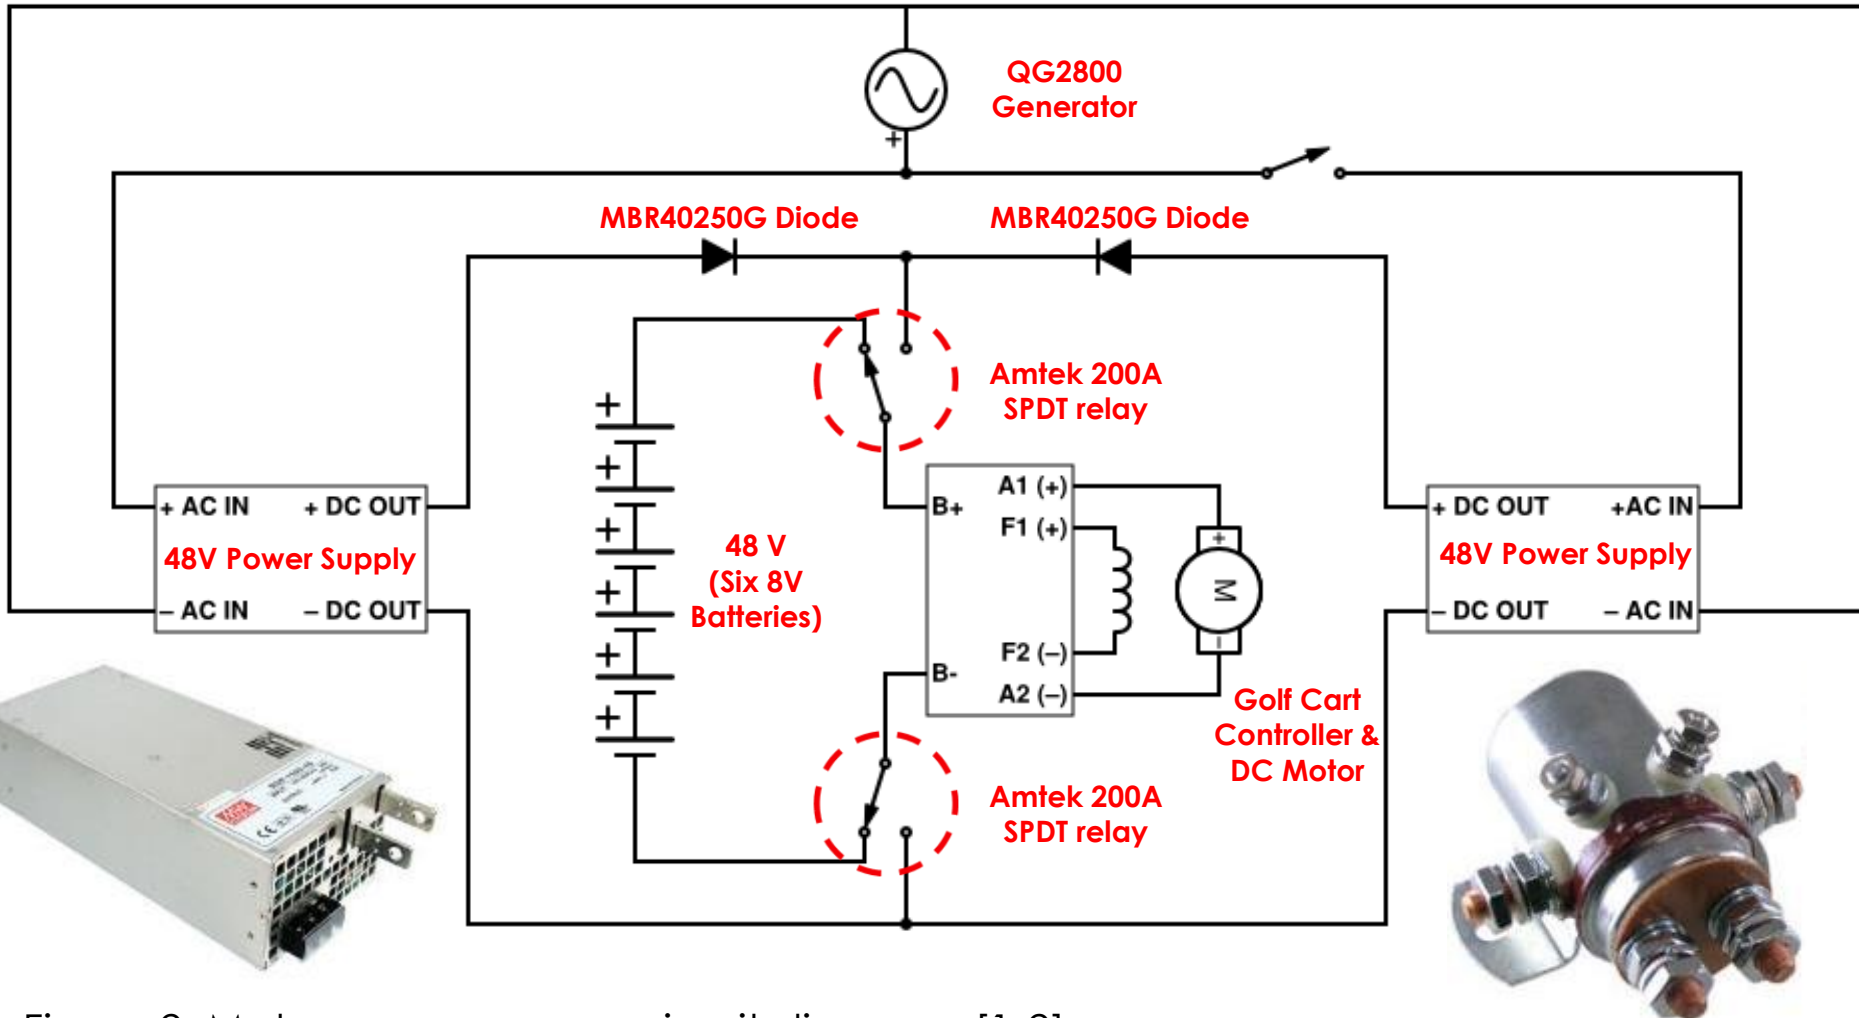 QG2800
Generator
+
MBR40250G Diode
MBR40250G Diode
Amtek 200A
SPDT relay
+
+
+
+
+
+
48 V
(Six 8V
Batteries)
+ AC IN + DC OUT
48V Power Supply
– AC IN – DC OUT
B+
B-
A1 (+)
F1 (+)
F2 (–)
A2 (–)
+
M
–
Golf Cart
Controller &
DC Motor
+ DC OUT +AC IN
48V Power Supply
– DC OUT – AC IN
Amtek 200A
SPDT relay